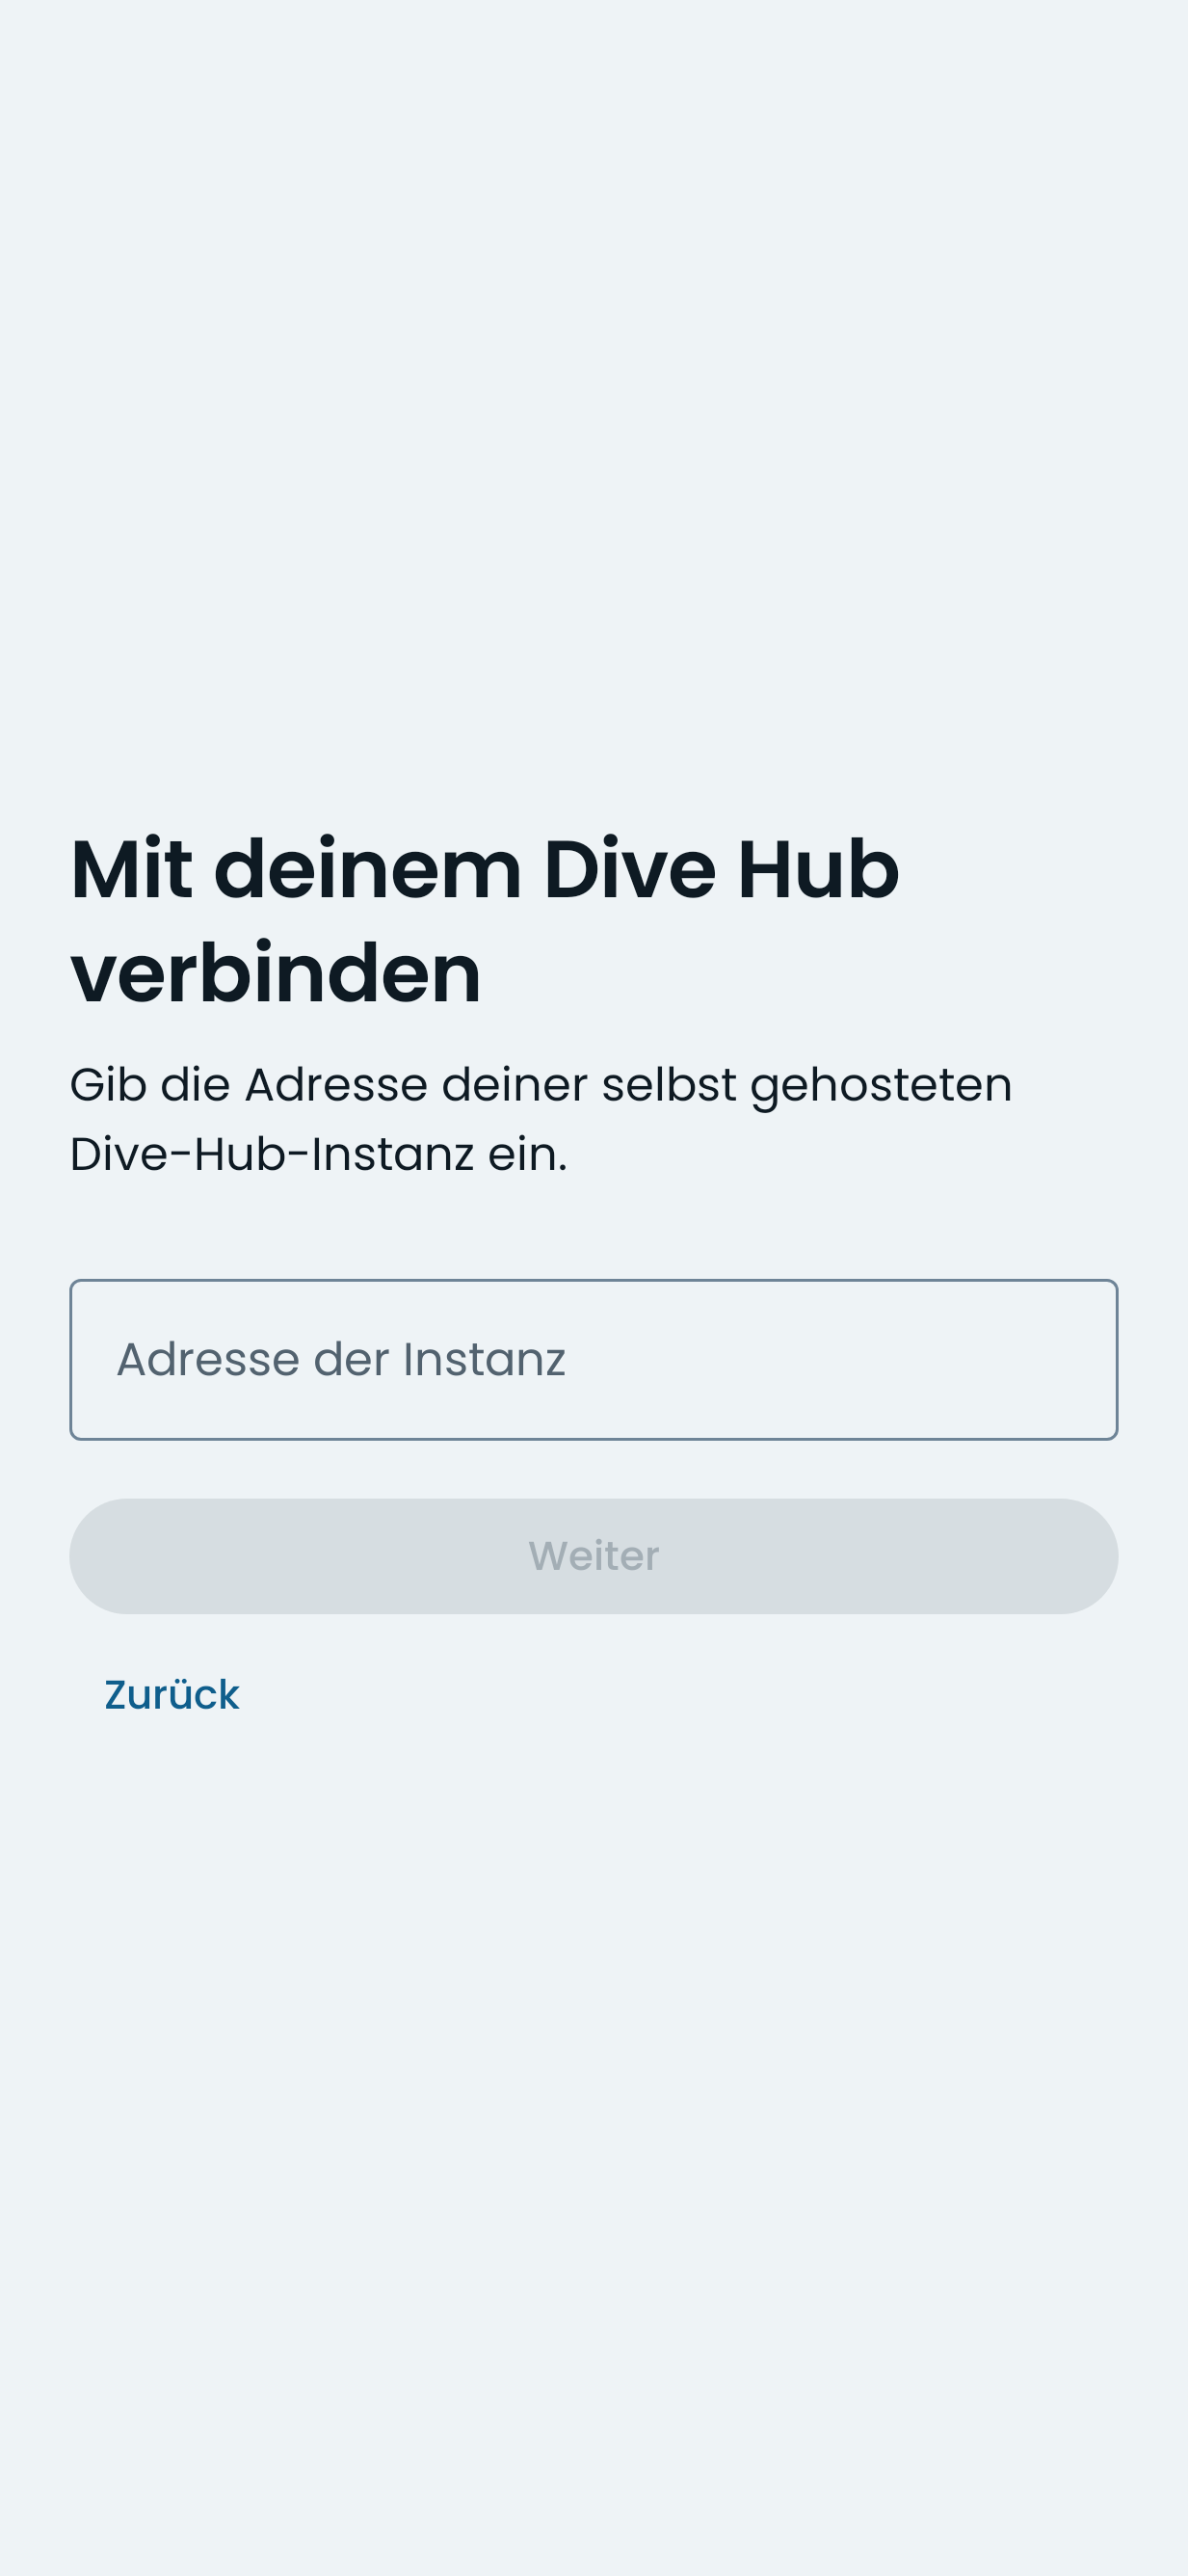 Mit deinem Dive Hub
verbinden
Gib die Adresse deiner selbst gehosteten
Dive-Hub-Instanz ein.
Adresse der Instanz
Weiter
Zurück